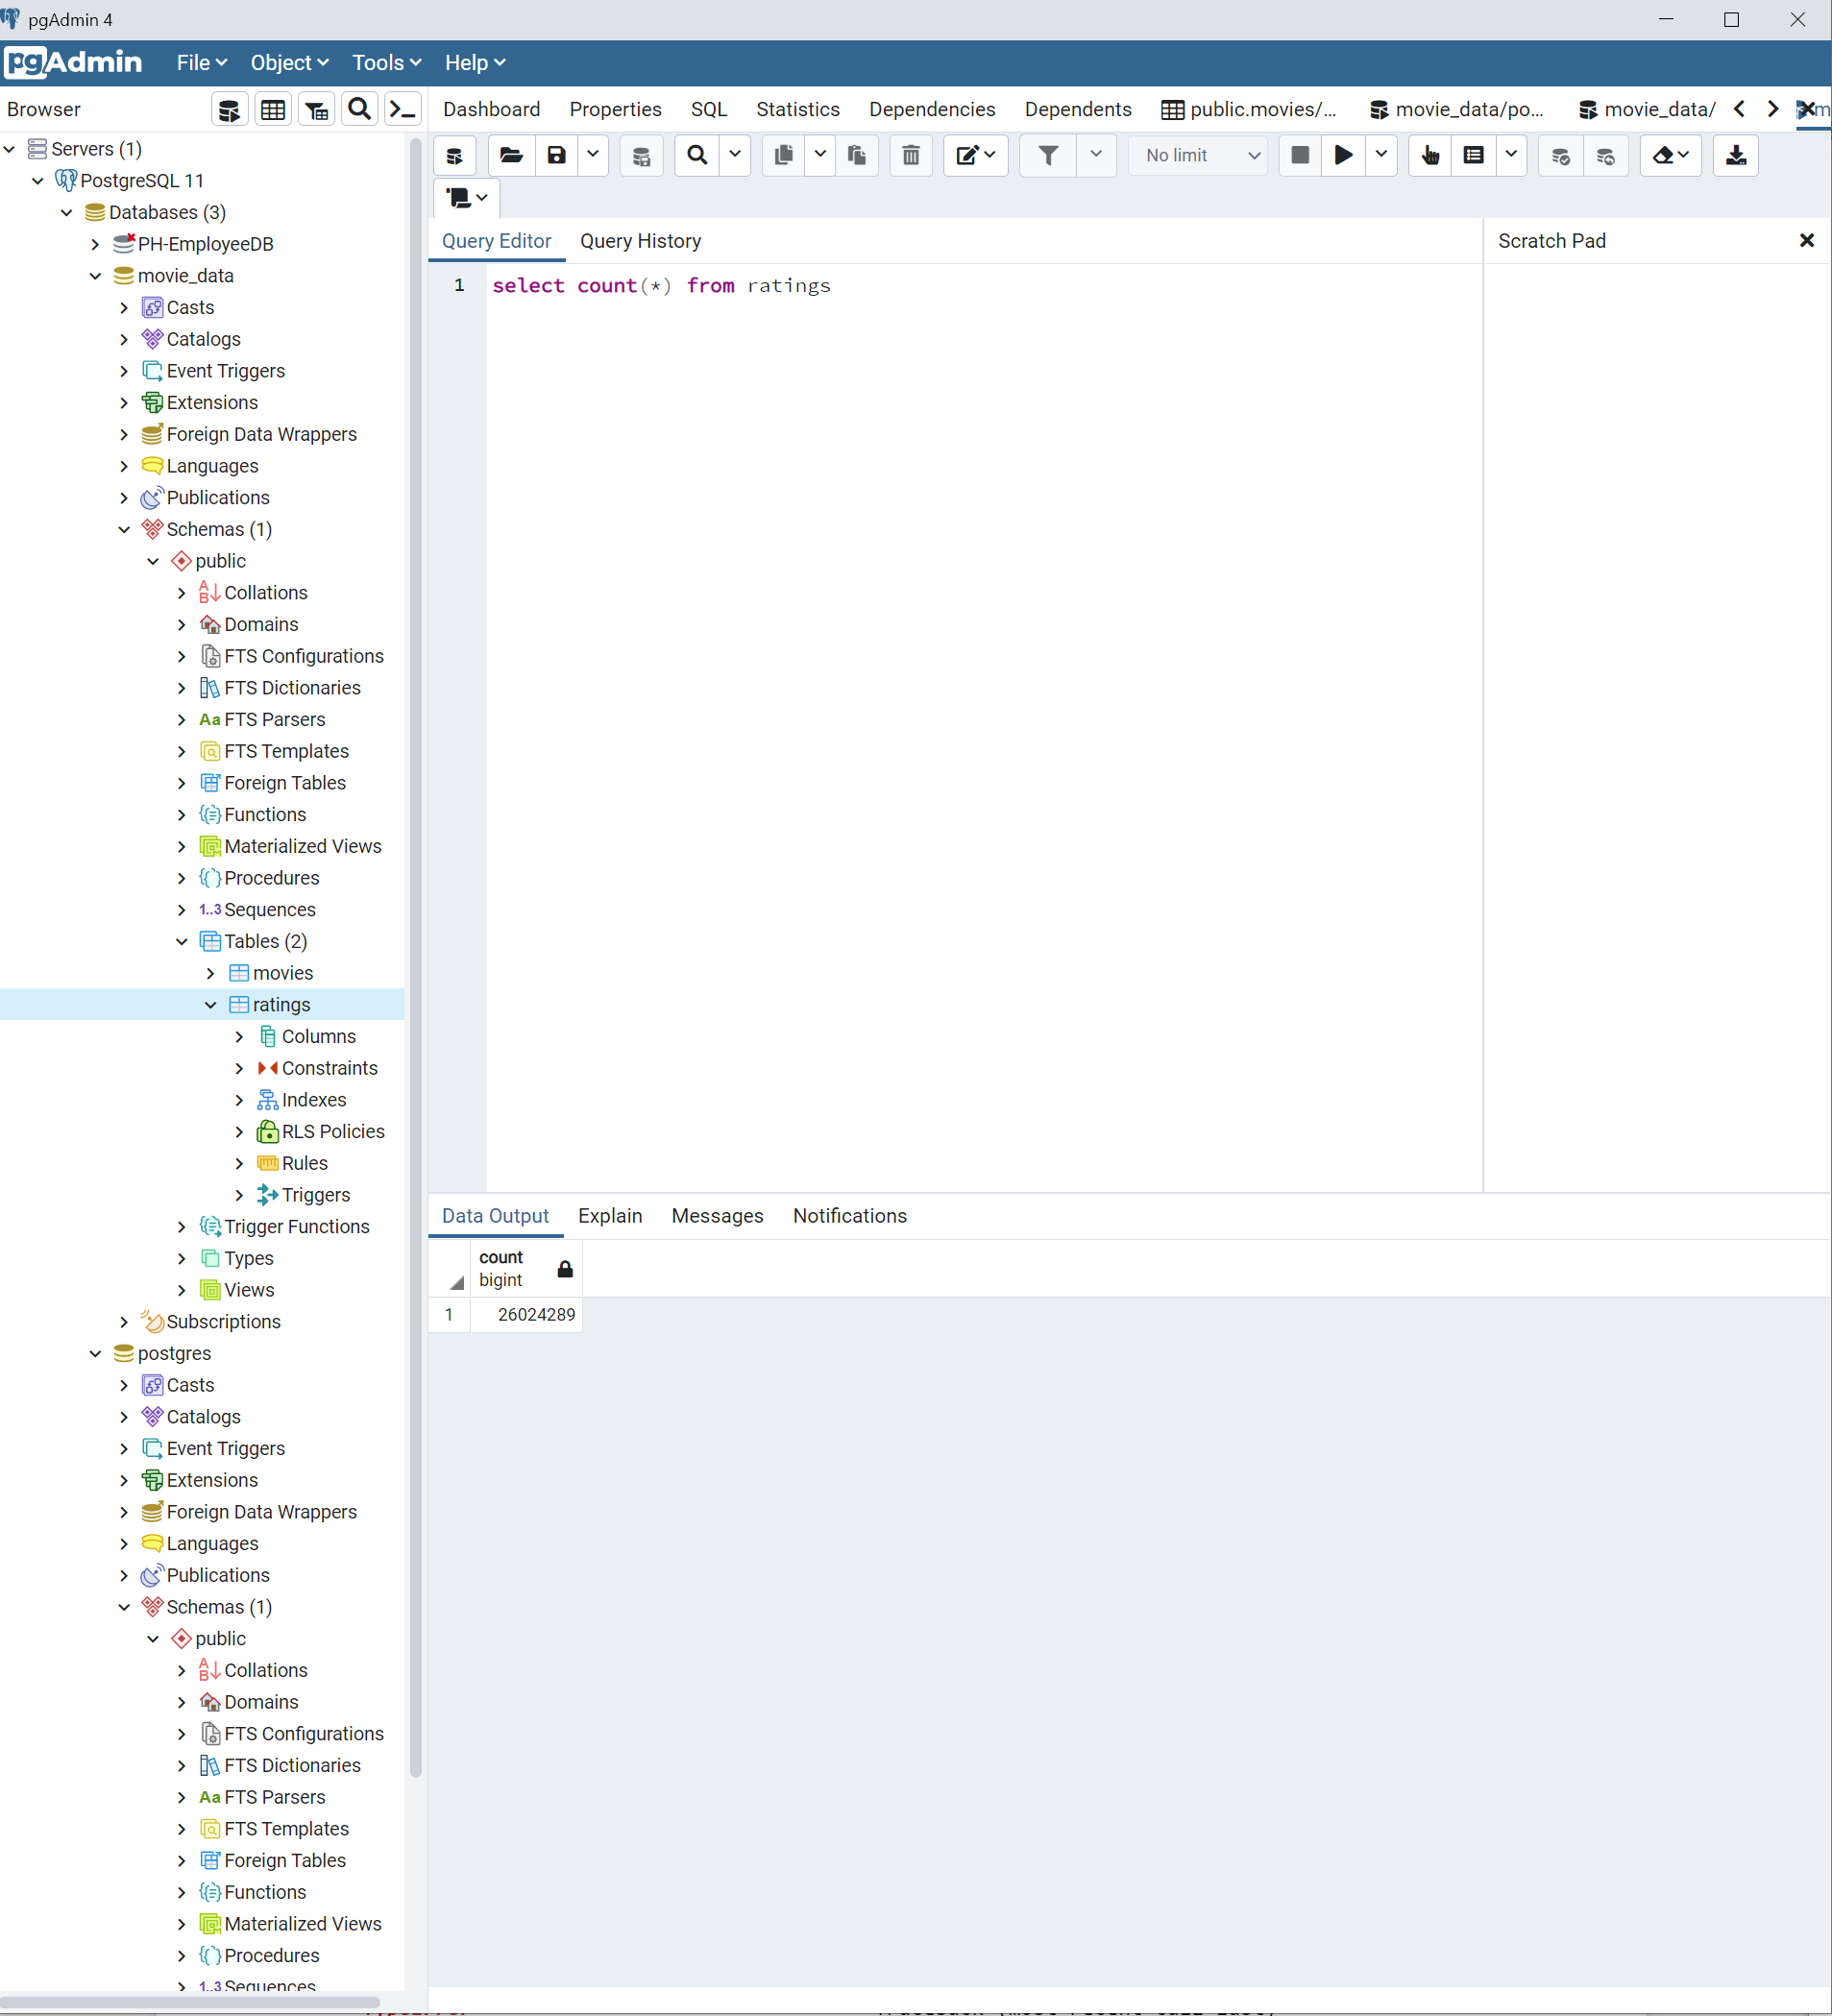 pgAdmin 4
pgAdmin File Object Tools Help
Browser
Dashboard Properties SQL Statistics Dependencies Dependents public.movies/... movie_data/po... movie_data/
No limit
Query Editor Query History
Scratch Pad
1 select count(*) from ratings
Servers (1)
PostgreSQL 11
Databases (3)
PH-EmployeeDB
movie_data
Casts
Catalogs
Event Triggers
Extensions
Foreign Data Wrappers
Languages
Publications
Schemas (1)
public
Collations
Domains
FTS Configurations
FTS Dictionaries
Aa FTS Parsers
FTS Templates
Foreign Tables
Functions
Materialized Views
Procedures
1..3 Sequences
Tables (2)
movies
ratings
Columns
Constraints
Indexes
RLS Policies
Rules
Triggers
Trigger Functions
Types
Views
Subscriptions
postgres
Casts
Catalogs
Event Triggers
Extensions
Foreign Data Wrappers
Languages
Publications
Schemas (1)
public
Collations
Domains
FTS Configurations
FTS Dictionaries
Aa FTS Parsers
FTS Templates
Foreign Tables
Functions
Materialized Views
Procedures
1..3 Sequences
Data Output Explain Messages Notifications
count
bigint
1 26024289